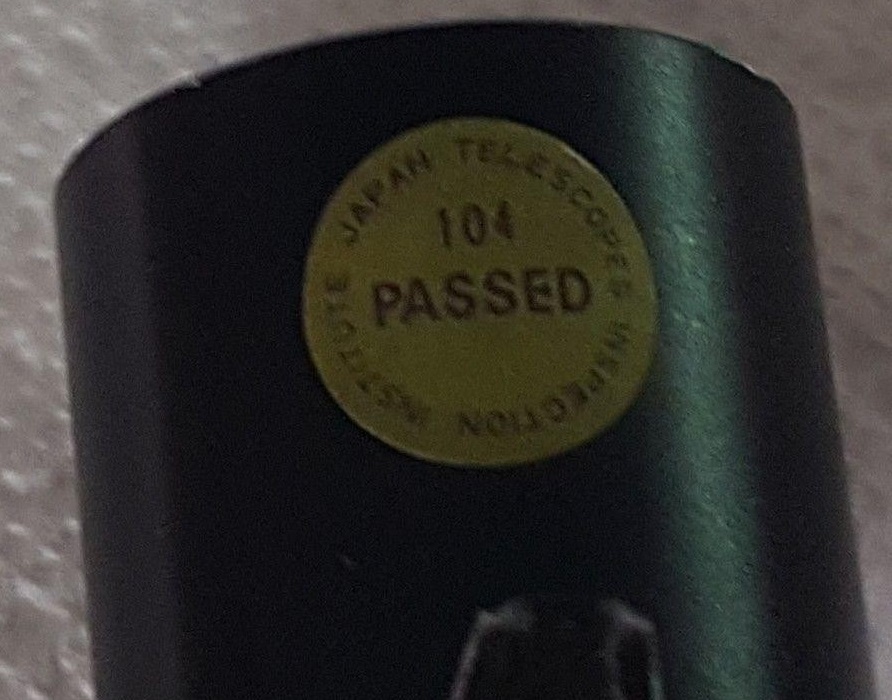 JAPAN TELESCOPES INSPECTION INSTITUTE
104
PASSED